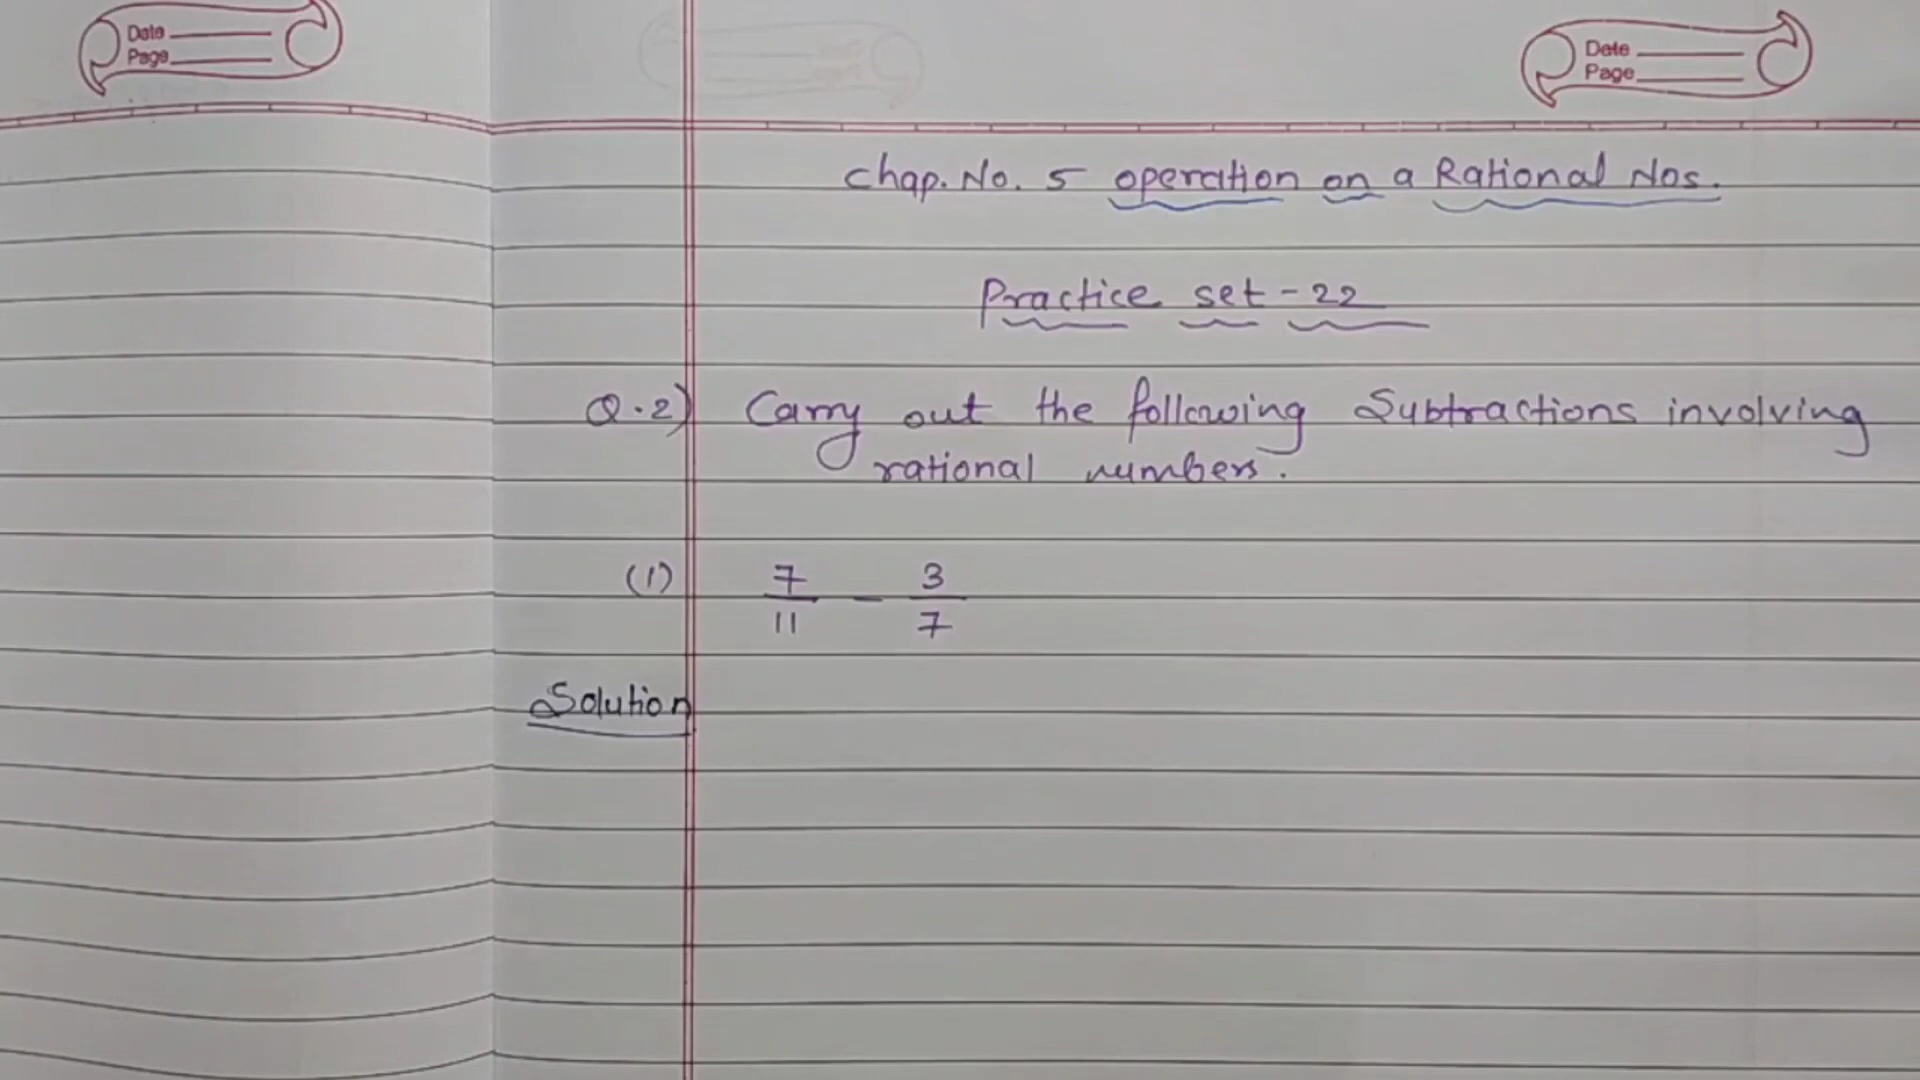 Date
Page
Date
Page
Chap. No. 5 operation on a Rational Nos.
Practice set - 22
Q.2) Carry out the following Subtractions involving
rational numbers.
(1) 7/11 - 3/7
Solution